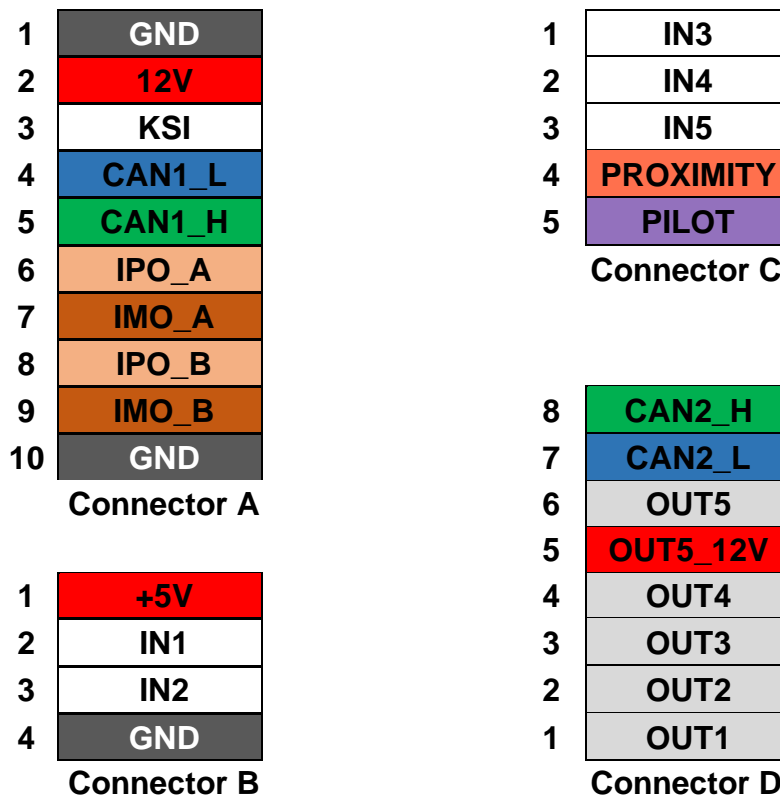 1 GND
2 12V
3 KSI
4 CAN1_L
5 CAN1_H
6 IPO_A
7 IMO_A
8 IPO_B
9 IMO_B
10 GND
Connector A
1 +5V
2 IN1
3 IN2
4 GND
Connector B
1 IN3
2 IN4
3 IN5
4 PROXIMITY
5 PILOT
Connector C
8 CAN2_H
7 CAN2_L
6 OUT5
5 OUT5_12V
4 OUT4
3 OUT3
2 OUT2
1 OUT1
Connector D